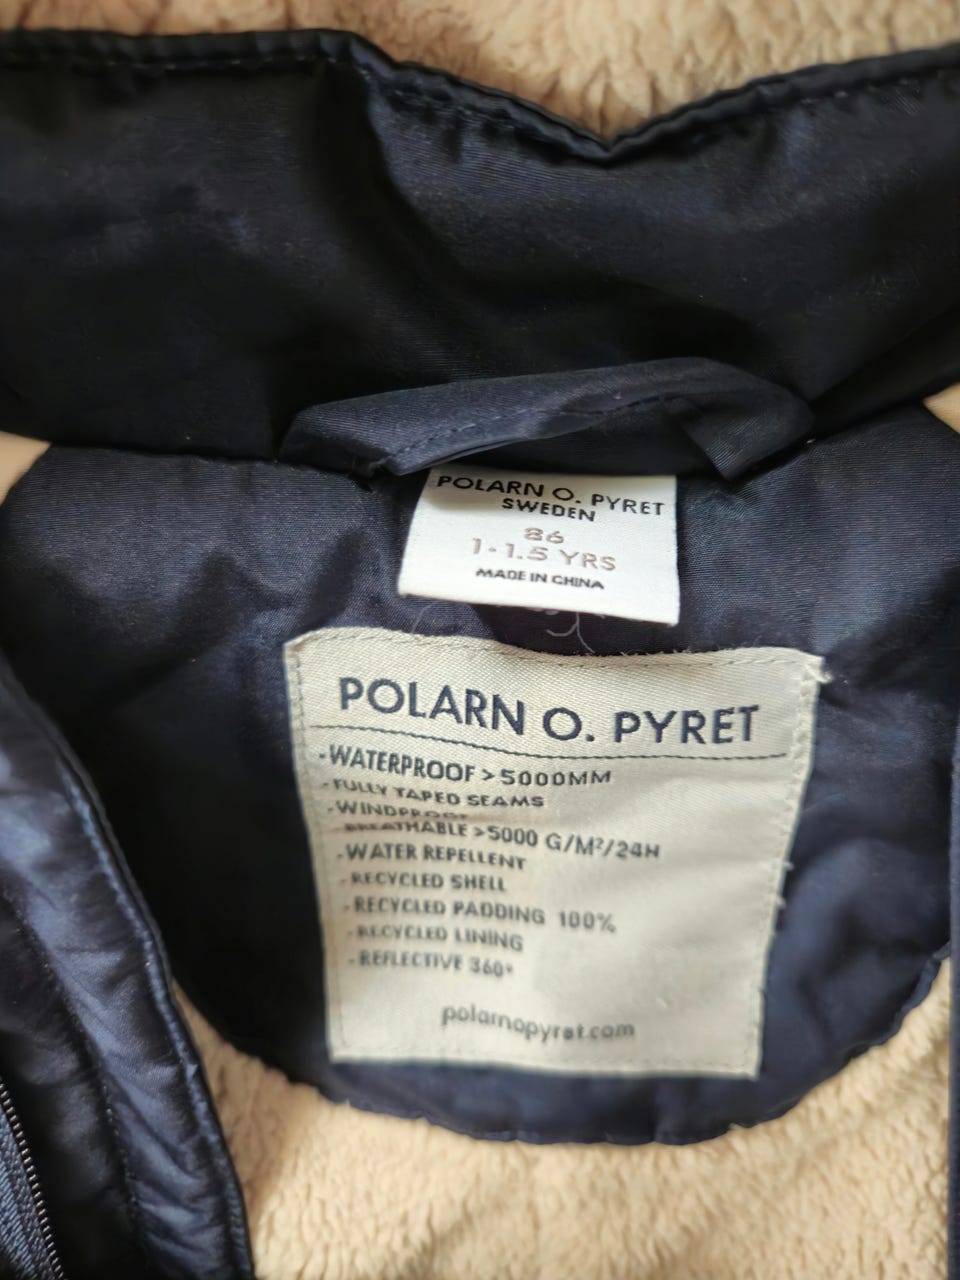 POLARN O. PYRET
SWEDEN
86
1-1.5 YRS
MADE IN CHINA
POLARN O. PYRET
-WATERPROOF >5000MM
-FULLY TAPED SEAMS
-WINDPROOF
-BREATHABLE >5000 G/M²/24H
-WATER REPELLENT
-RECYCLED SHELL
-RECYCLED PADDING 100%
-RECYCLED LINING
-REFLECTIVE 360°
polarnopyret.com